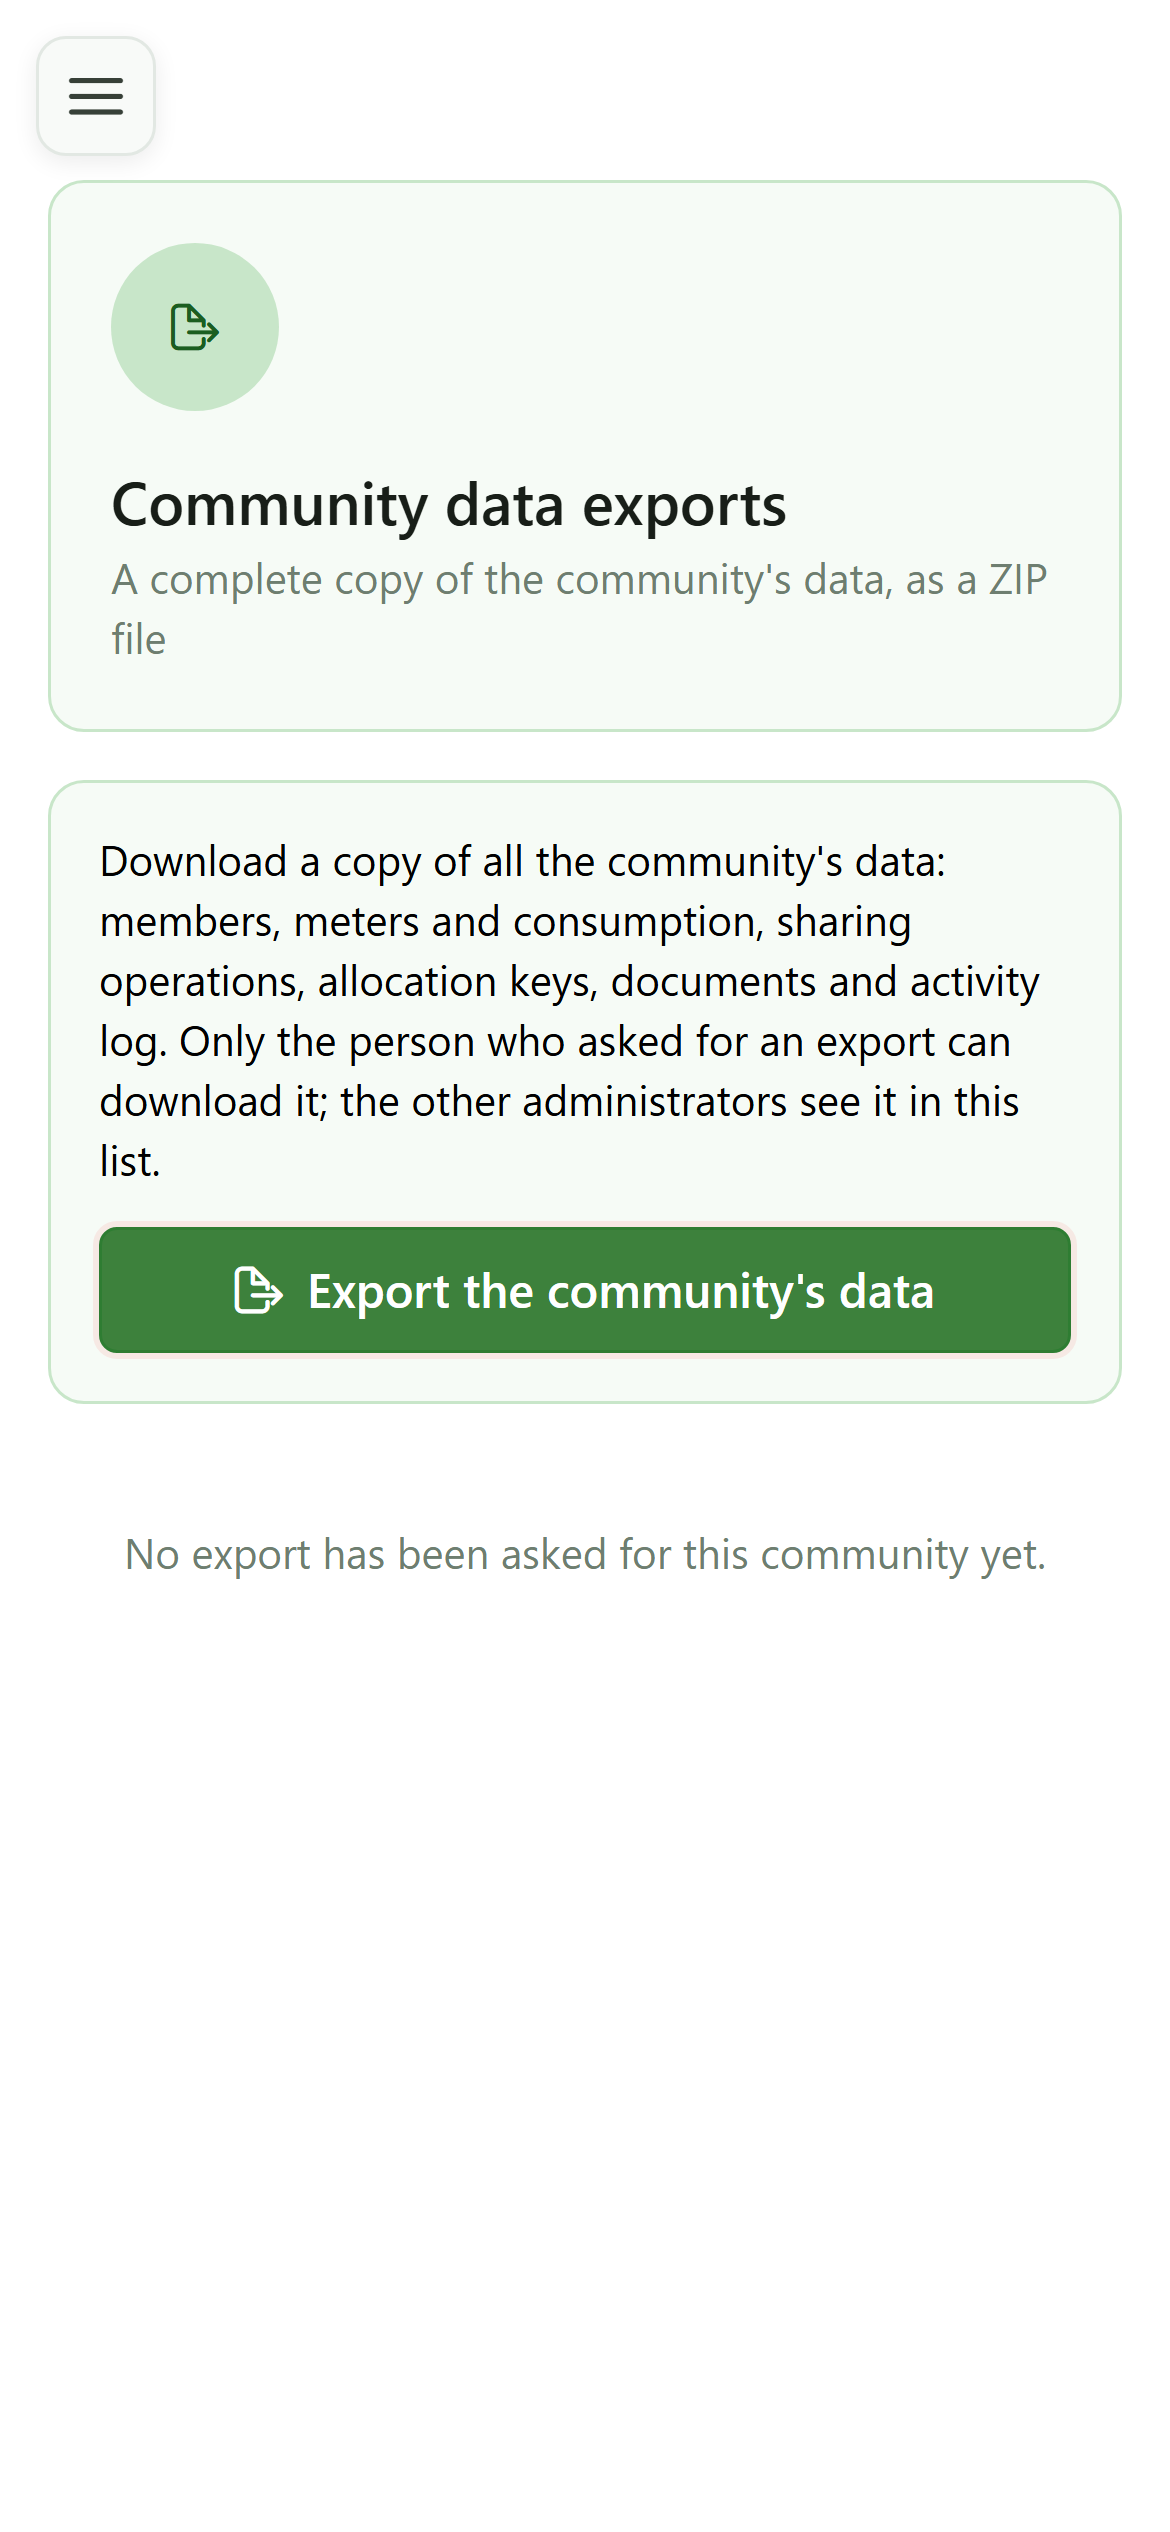 Community data exports
A complete copy of the community's data, as a ZIP
file
Download a copy of all the community's data:
members, meters and consumption, sharing
operations, allocation keys, documents and activity
log. Only the person who asked for an export can
download it; the other administrators see it in this
list.
Export the community's data
No export has been asked for this community yet.